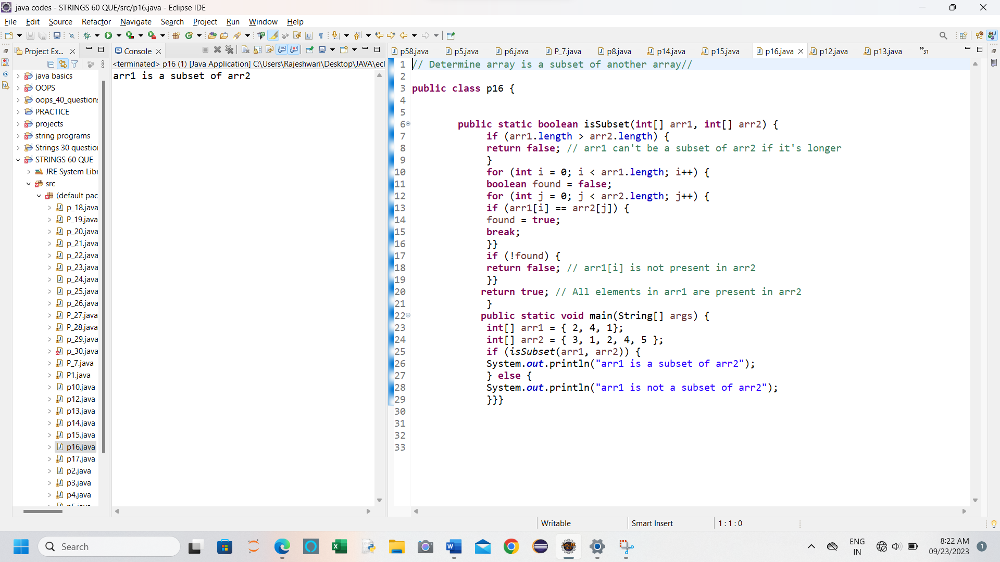 java codes - STRINGS 60 QUE/src/p16.java - Eclipse IDE
File Edit Source Refactor Navigate Search Project Run Window Help
Project Ex...
java basics
OOPS
oops_40_questions
PRACTICE
projects
string programs
Strings 30 question
STRINGS 60 QUE
JRE System Libr
src
(default pac
p_18.java
P_19.java
p_20.java
p_21.java
p_22.java
p_23.java
p_24.java
p_25.java
p_26.java
P_27.java
P_28.java
p_29.java
p_30.java
P_7.java
P1.java
p10.java
p12.java
p13.java
p14.java
p15.java
p16.java
p17.java
p2.java
p3.java
p4.java
p5.java
Console
<terminated> p16 (1) [Java Application] C:\Users\Rajeshwari\Desktop\JAVA\ecl
arr1 is a subset of arr2
p58.java p5.java p6.java P_7.java p8.java p14.java p15.java p16.java p12.java p13.java »31
1 // Determine array is a subset of another array//
2
3 public class p16 {
4
5
6 public static boolean isSubset(int[] arr1, int[] arr2) {
7 if (arr1.length > arr2.length) {
8 return false; // arr1 can't be a subset of arr2 if it's longer
9 }
10 for (int i = 0; i < arr1.length; i++) {
11 boolean found = false;
12 for (int j = 0; j < arr2.length; j++) {
13 if (arr1[i] == arr2[j]) {
14 found = true;
15 break;
16 }}
17 if (!found) {
18 return false; // arr1[i] is not present in arr2
19 }}
20 return true; // All elements in arr1 are present in arr2
21 }
22 public static void main(String[] args) {
23 int[] arr1 = { 2, 4, 1};
24 int[] arr2 = { 3, 1, 2, 4, 5 };
25 if (isSubset(arr1, arr2)) {
26 System.out.println("arr1 is a subset of arr2");
27 } else {
28 System.out.println("arr1 is not a subset of arr2");
29 }}}
30
31
32
33
Writable Smart Insert 1 : 1 : 0
Search
ENG
IN
8:22 AM
09/23/2023
1